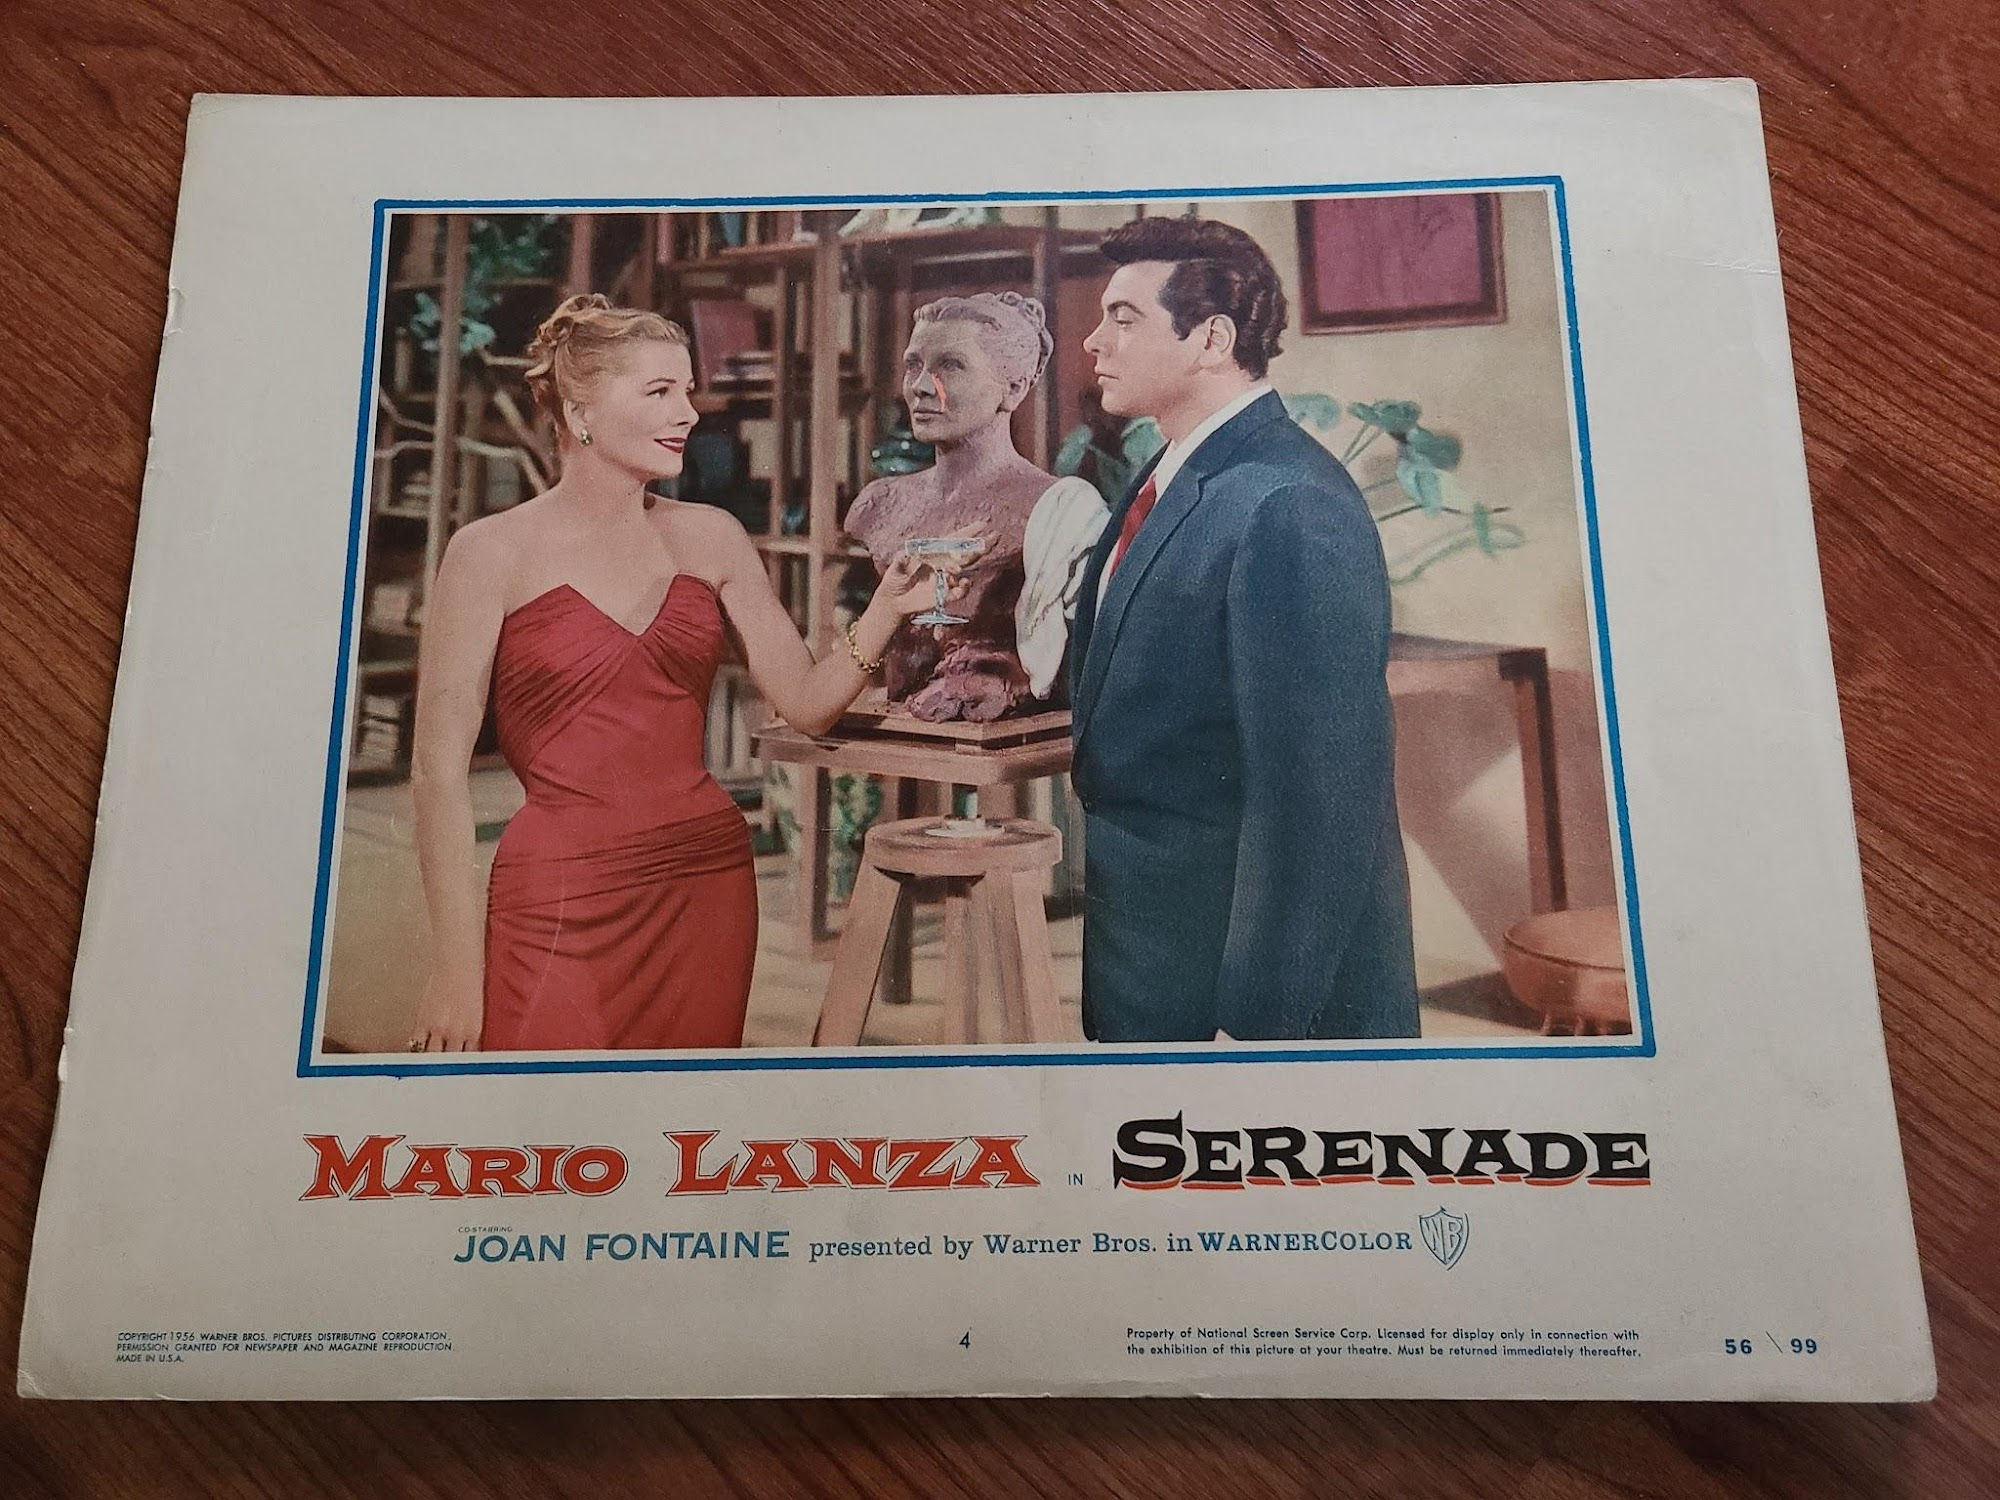 MARIO LANZA IN SERENADE
CO-STARRING
JOAN FONTAINE presented by Warner Bros. in WARNERCOLOR WB
COPYRIGHT 1956 WARNER BROS. PICTURES DISTRIBUTING CORPORATION.
PERMISSION GRANTED FOR NEWSPAPER AND MAGAZINE REPRODUCTION
MADE IN U.S.A.
4
Property of National Screen Service Corp. Licensed for display only in connection with
the exhibition of this picture at your theatre. Must be returned immediately thereafter.
56 \ 99